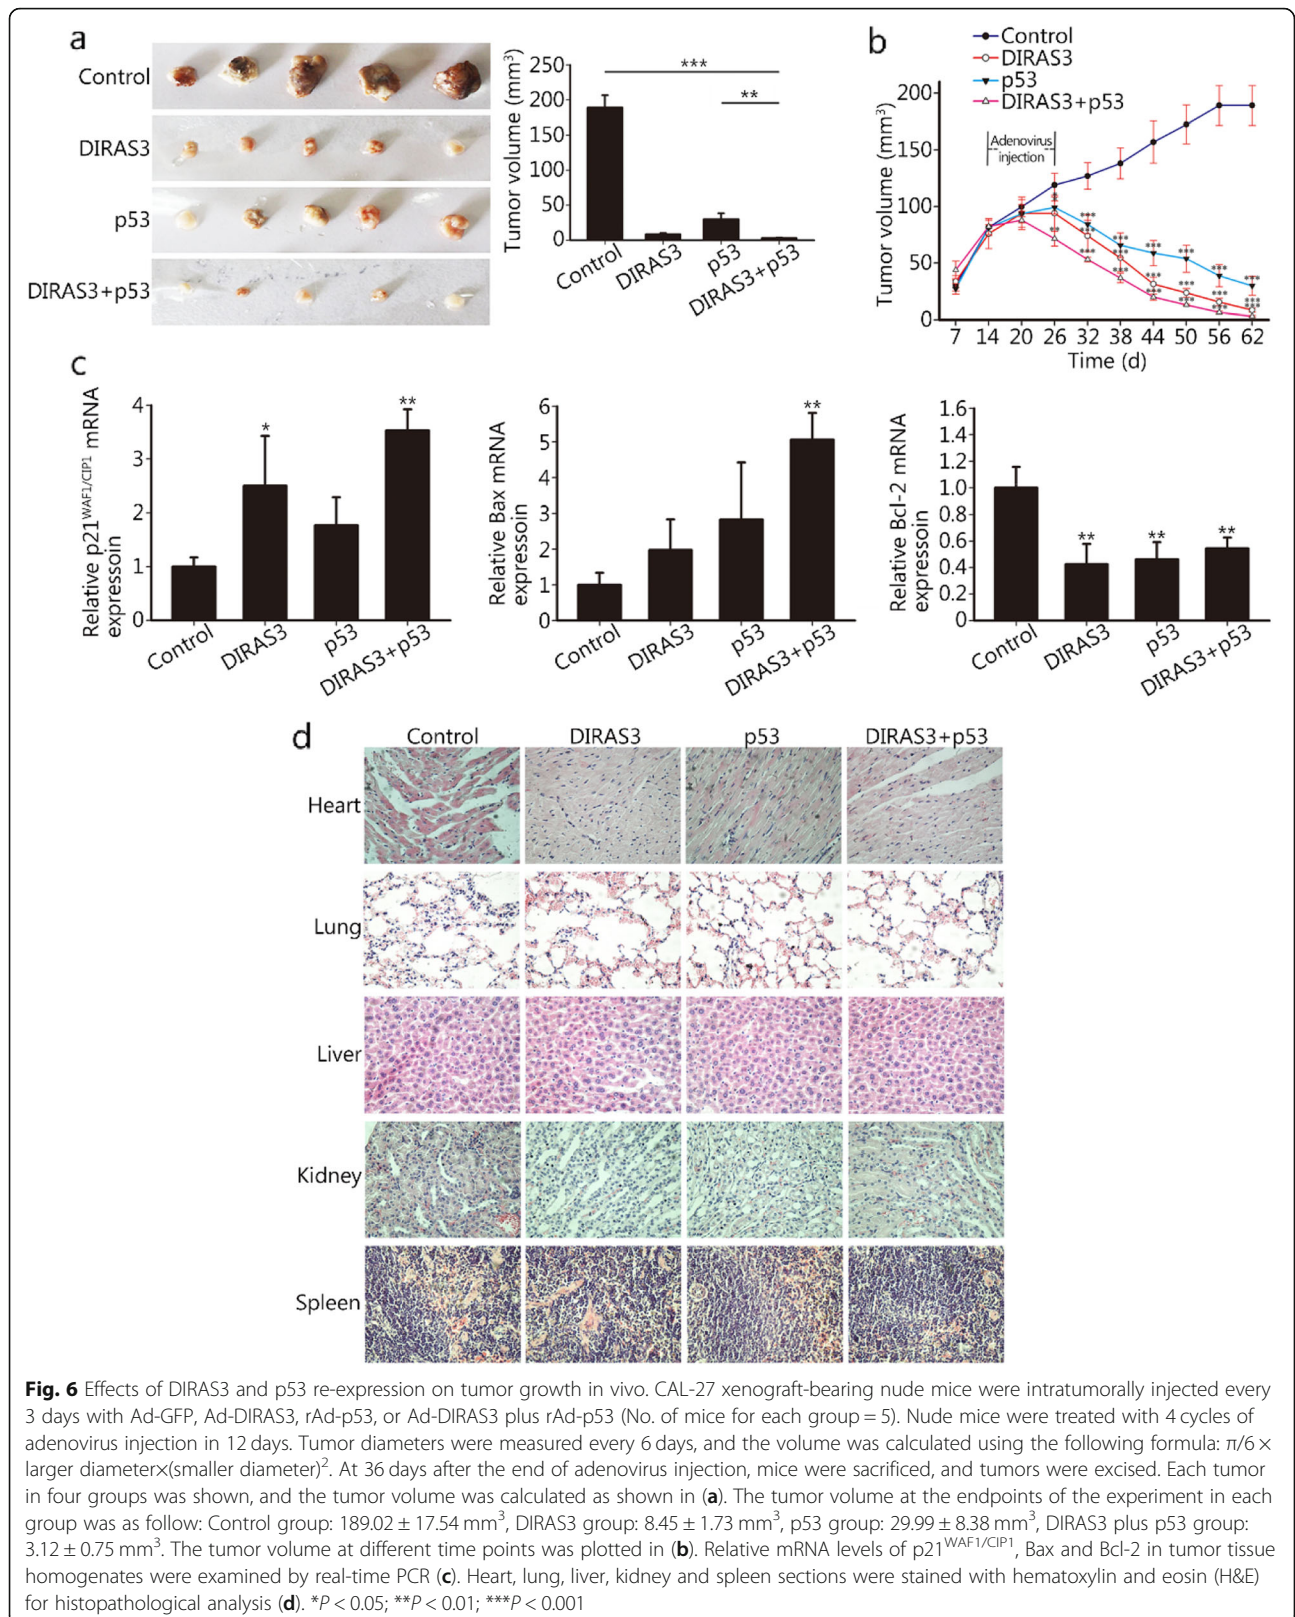 a
Control
DIRAS3
p53
DIRAS3+p53
Tumor volume (mm³)
250
200
150
100
50
0
***
**
Control
DIRAS3
p53
DIRAS3+p53
b
Control
DIRAS3
p53
DIRAS3+p53
Tumor volume (mm³)
200
150
100
50
0
Adenovirus
injection
7 14 20 26 32 38 44 50 56 62
Time (d)
c
Relative p21WAF1/CIP1 mRNA
expressoin
4
3
2
1
0
*
**
Control
DIRAS3
p53
DIRAS3+p53
Relative Bax mRNA
expressoin
6
5
4
3
2
1
0
**
Control
DIRAS3
p53
DIRAS3+p53
Relative Bcl-2 mRNA
expressoin
1.6
1.4
1.2
1.0
0.8
0.6
0.4
0.2
0
**
**
**
Control
DIRAS3
p53
DIRAS3+p53
d
Control DIRAS3 p53 DIRAS3+p53
Heart
Lung
Liver
Kidney
Spleen
Fig. 6 Effects of DIRAS3 and p53 re-expression on tumor growth in vivo. CAL-27 xenograft-bearing nude mice were intratumorally injected every
3 days with Ad-GFP, Ad-DIRAS3, rAd-p53, or Ad-DIRAS3 plus rAd-p53 (No. of mice for each group = 5). Nude mice were treated with 4 cycles of
adenovirus injection in 12 days. Tumor diameters were measured every 6 days, and the volume was calculated using the following formula: π/6 ×
larger diameter×(smaller diameter)². At 36 days after the end of adenovirus injection, mice were sacrificed, and tumors were excised. Each tumor
in four groups was shown, and the tumor volume was calculated as shown in (a). The tumor volume at the endpoints of the experiment in each
group was as follow: Control group: 189.02 ± 17.54 mm³, DIRAS3 group: 8.45 ± 1.73 mm³, p53 group: 29.99 ± 8.38 mm³, DIRAS3 plus p53 group:
3.12 ± 0.75 mm³. The tumor volume at different time points was plotted in (b). Relative mRNA levels of p21WAF1/CIP1, Bax and Bcl-2 in tumor tissue
homogenates were examined by real-time PCR (c). Heart, lung, liver, kidney and spleen sections were stained with hematoxylin and eosin (H&E)
for histopathological analysis (d). *P < 0.05; **P < 0.01; ***P < 0.001